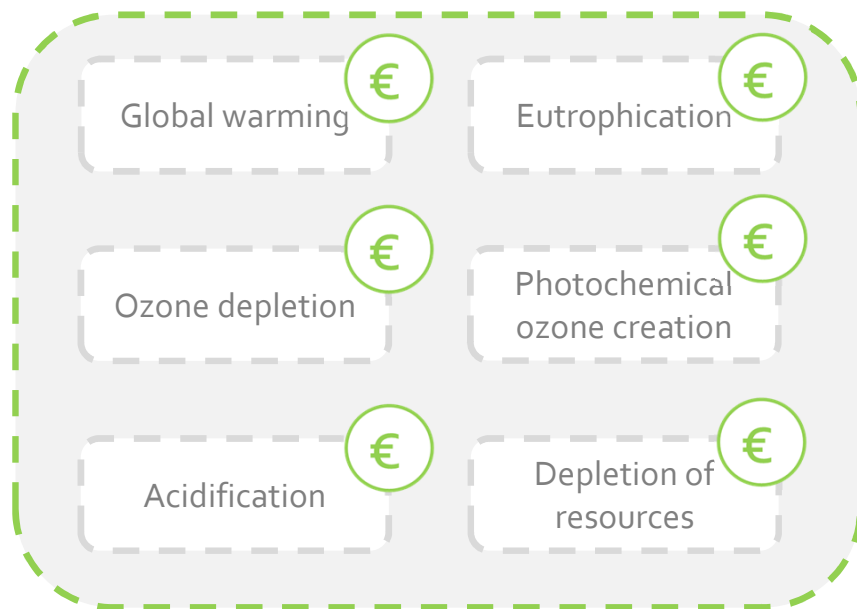 Global warming €
Eutrophication €
Ozone depletion €
Photochemical €
ozone creation
Acidification €
Depletion of €
resources